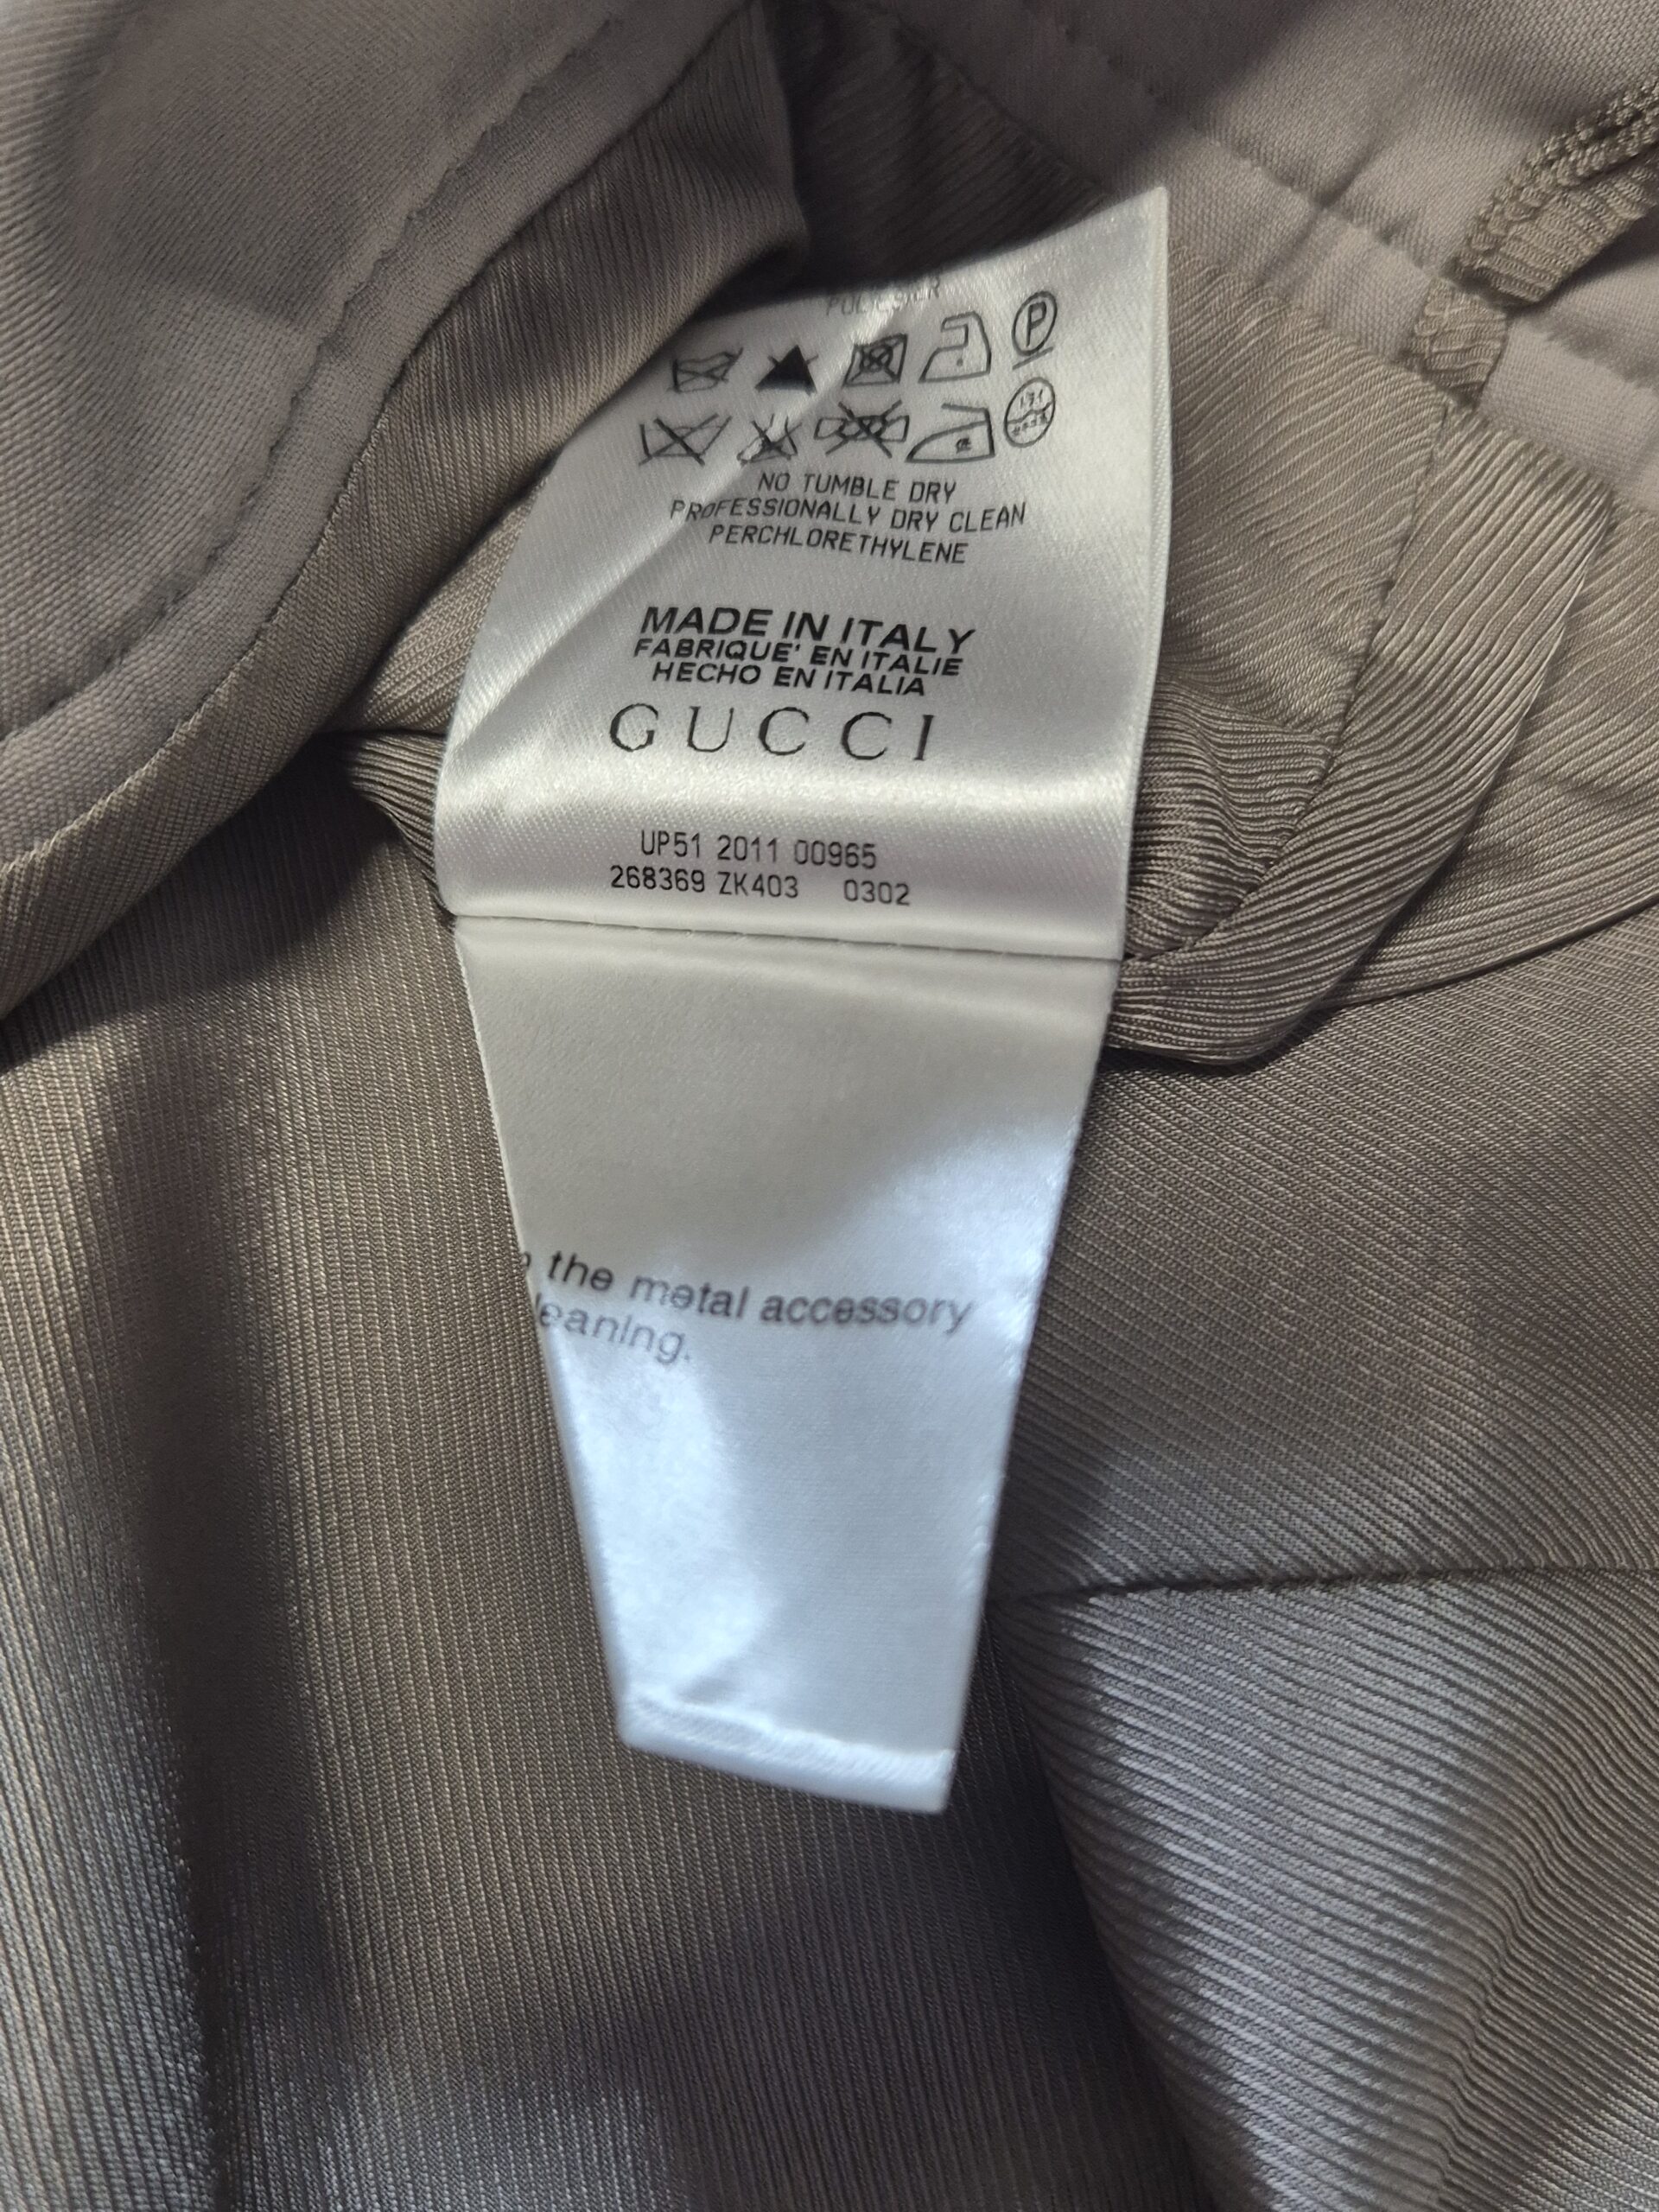 POLYESTER
P
NO TUMBLE DRY
PROFESSIONALLY DRY CLEAN
PERCHLORETHYLENE
MADE IN ITALY
FABRIQUE' EN ITALIE
HECHO EN ITALIA
GUCCI
UP51 2011 00965
268369 ZK403 0302
the metal accessory
leaning.